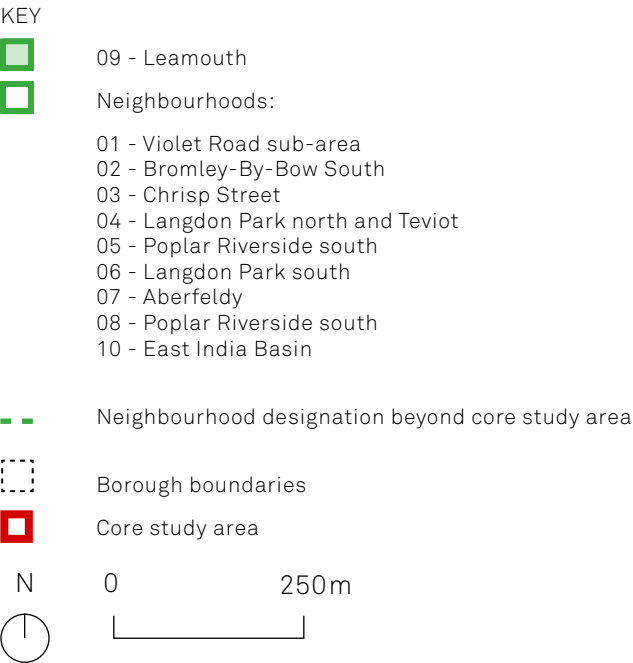 KEY
09 - Leamouth
Neighbourhoods:
01 - Violet Road sub-area
02 - Bromley-By-Bow South
03 - Chrisp Street
04 - Langdon Park north and Teviot
05 - Poplar Riverside south
06 - Langdon Park south
07 - Aberfeldy
08 - Poplar Riverside south
10 - East India Basin
Neighbourhood designation beyond core study area
Borough boundaries
Core study area
N 0 250m